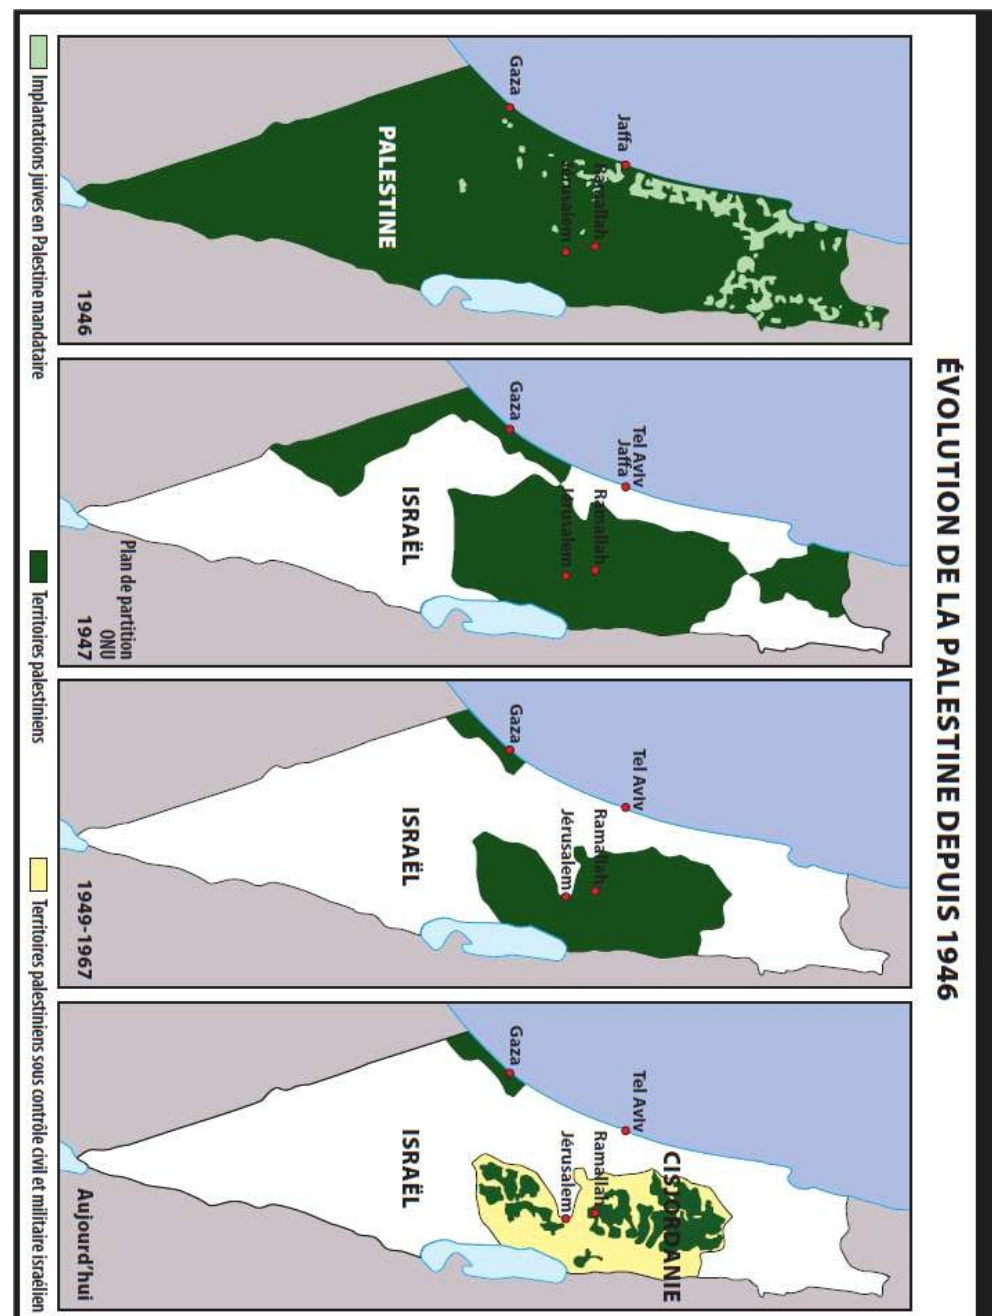 ÉVOLUTION DE LA PALESTINE DEPUIS 1946
Jaffa
Ramallah
Jérusalem
Gaza
PALESTINE
1946
Tel Aviv
Jaffa
Ramallah
Jérusalem
Gaza
ISRAËL
Plan de partition
ONU
1947
Tel Aviv
Ramallah
Jérusalem
Gaza
ISRAËL
1949-1967
CISJORDANIE
Tel Aviv
Ramallah
Jérusalem
Gaza
ISRAËL
Aujourd’hui
Implantations juives en Palestine mandataire
Territoires palestiniens
Territoires palestiniens sous contrôle civil et militaire israélien